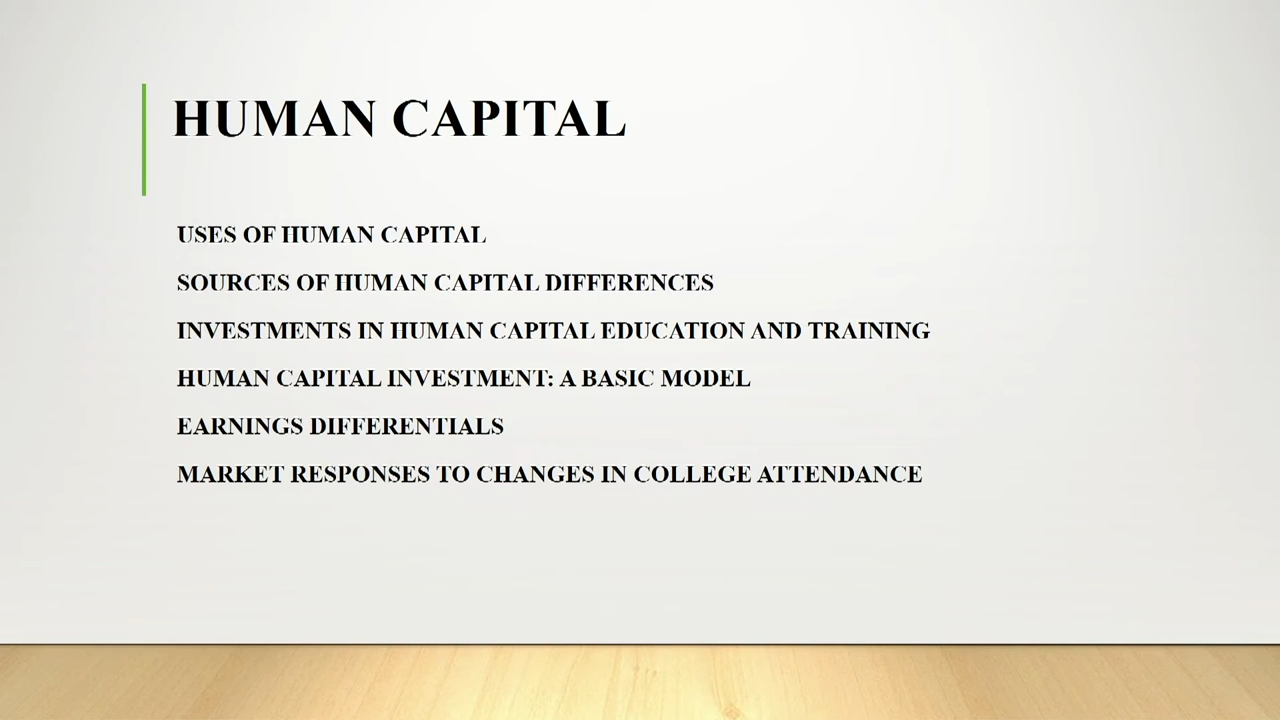 HUMAN CAPITAL
USES OF HUMAN CAPITAL
SOURCES OF HUMAN CAPITAL DIFFERENCES
INVESTMENTS IN HUMAN CAPITAL EDUCATION AND TRAINING
HUMAN CAPITAL INVESTMENT: A BASIC MODEL
EARNINGS DIFFERENTIALS
MARKET RESPONSES TO CHANGES IN COLLEGE ATTENDANCE